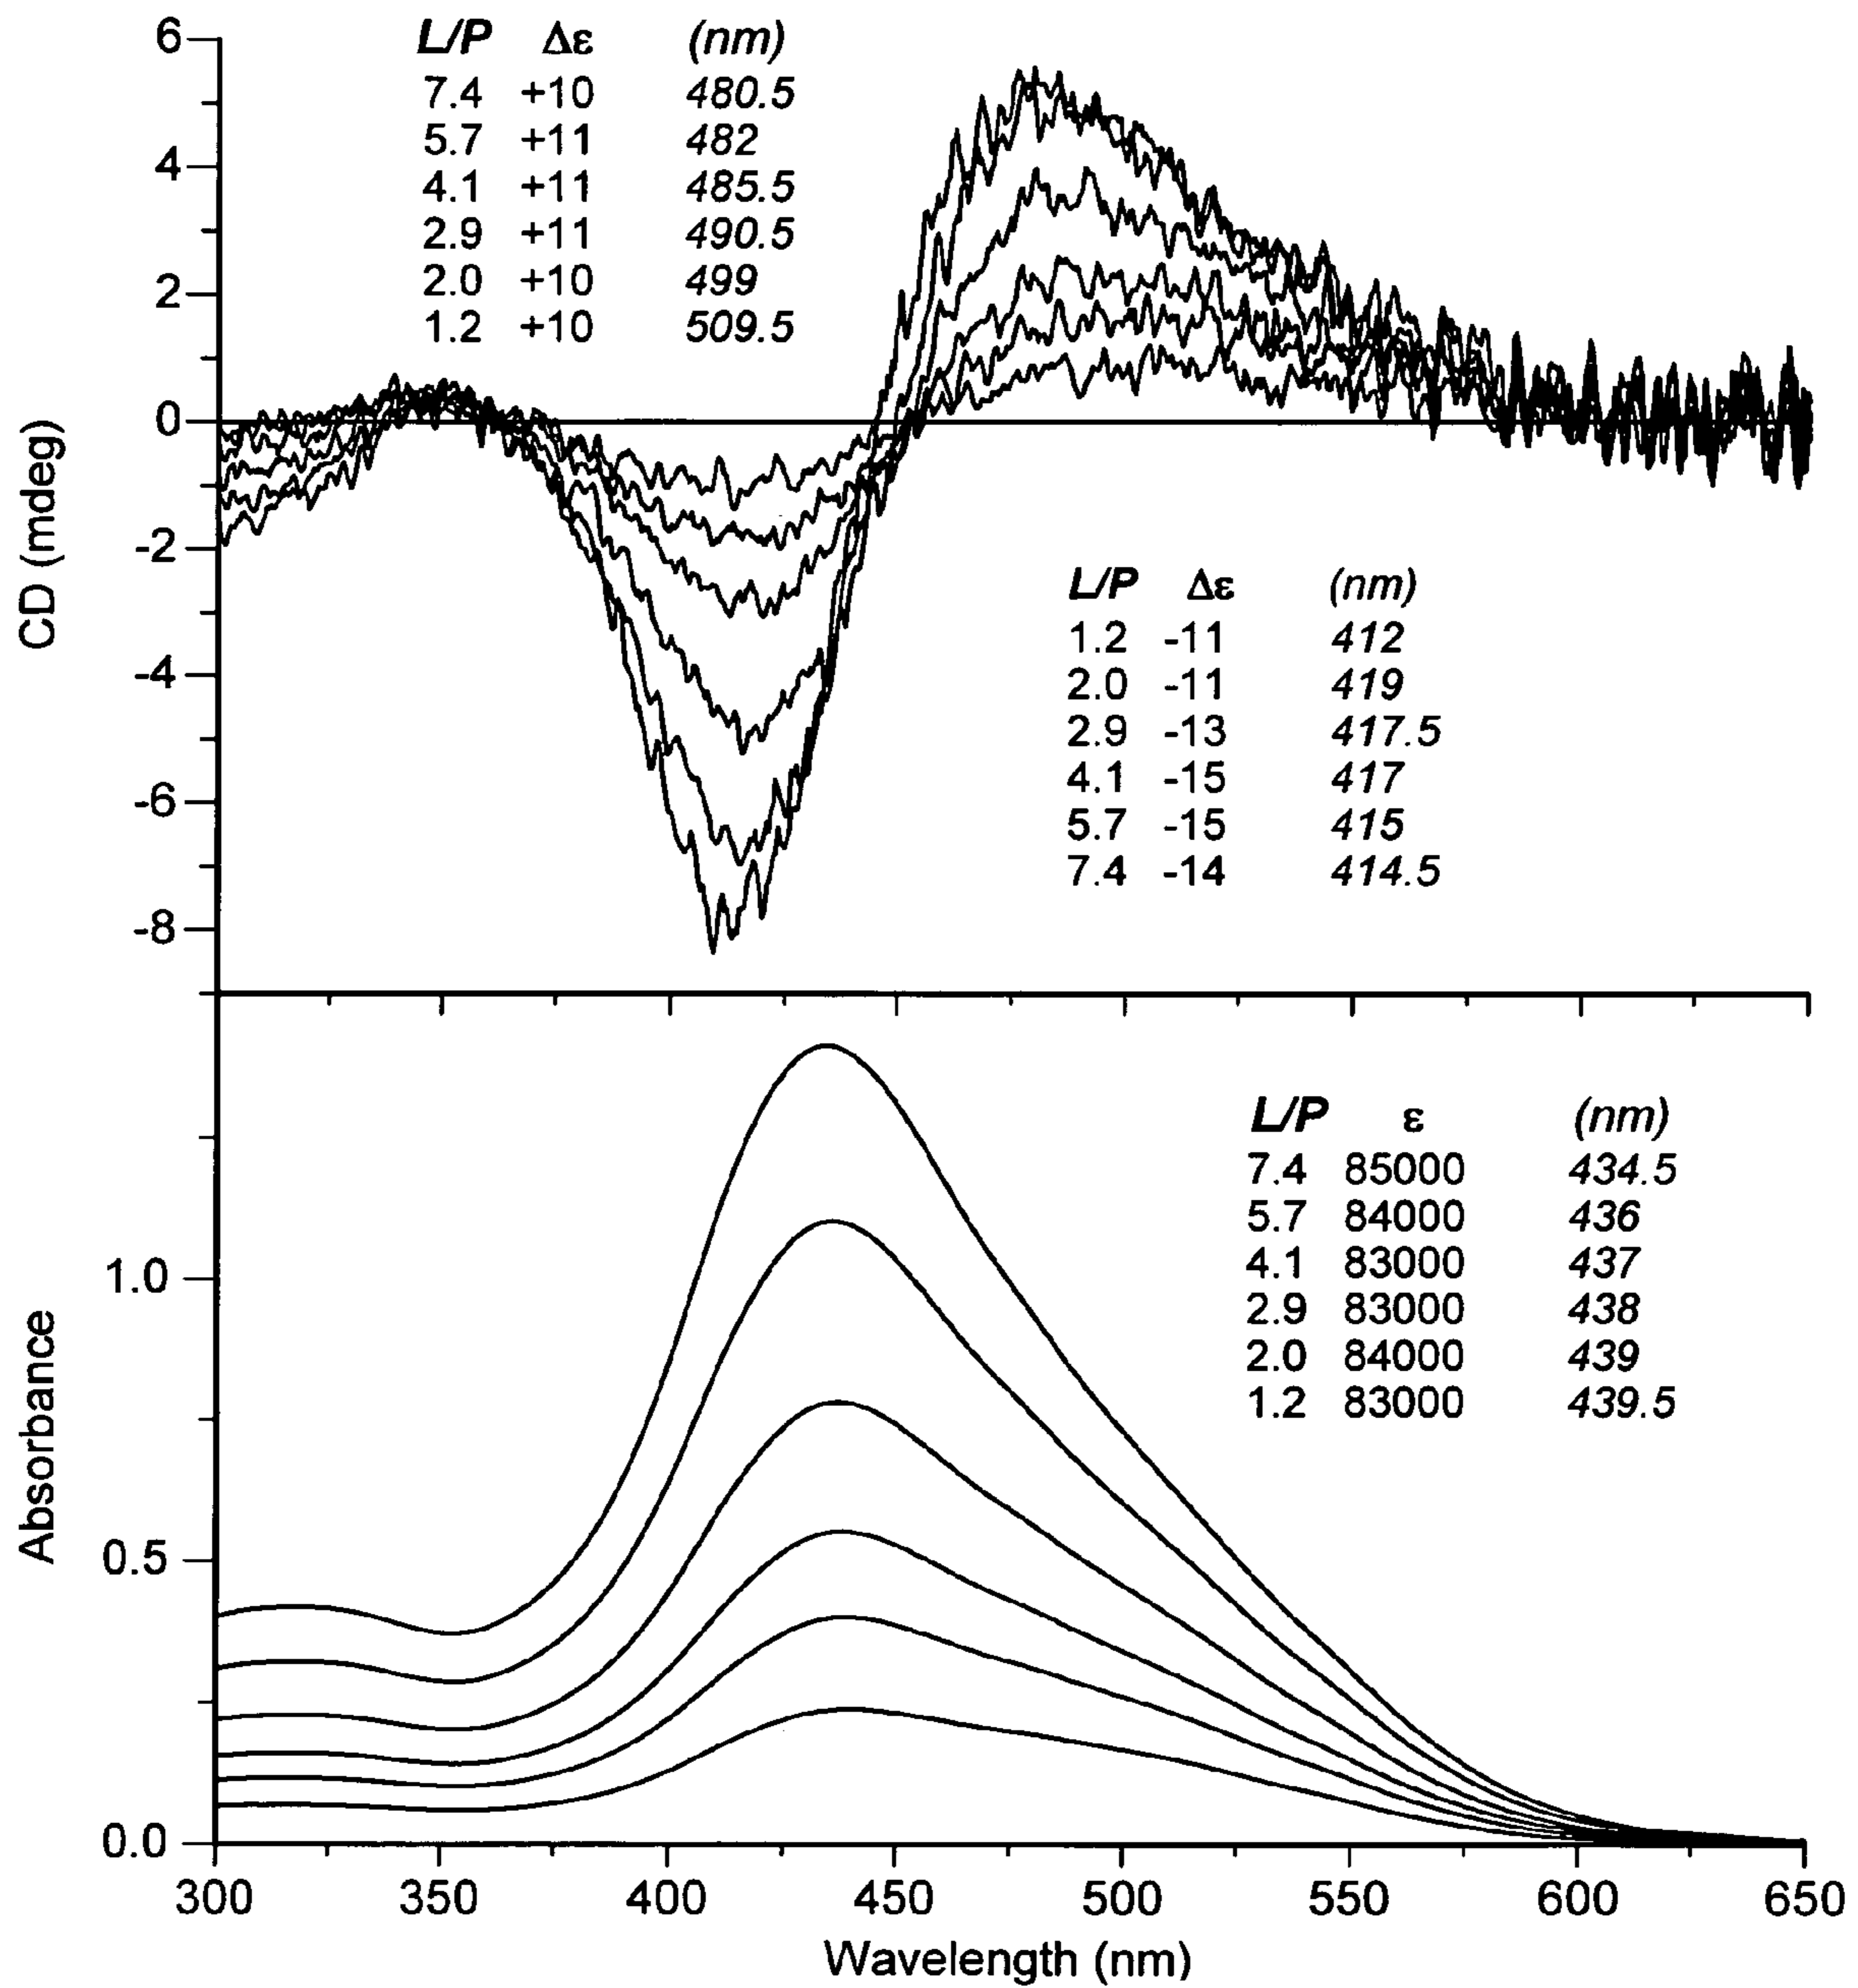 L/P Δε (nm)
7.4 +10 480.5
5.7 +11 482
4.1 +11 485.5
2.9 +11 490.5
2.0 +10 499
1.2 +10 509.5
6
4
2
0
-2
-4
-6
-8
CD (mdeg)
L/P Δε (nm)
1.2 -11 412
2.0 -11 419
2.9 -13 417.5
4.1 -15 417
5.7 -15 415
7.4 -14 414.5
L/P ε (nm)
7.4 85000 434.5
5.7 84000 436
4.1 83000 437
2.9 83000 438
2.0 84000 439
1.2 83000 439.5
1.0
0.5
0.0
Absorbance
300 350 400 450 500 550 600 650
Wavelength (nm)